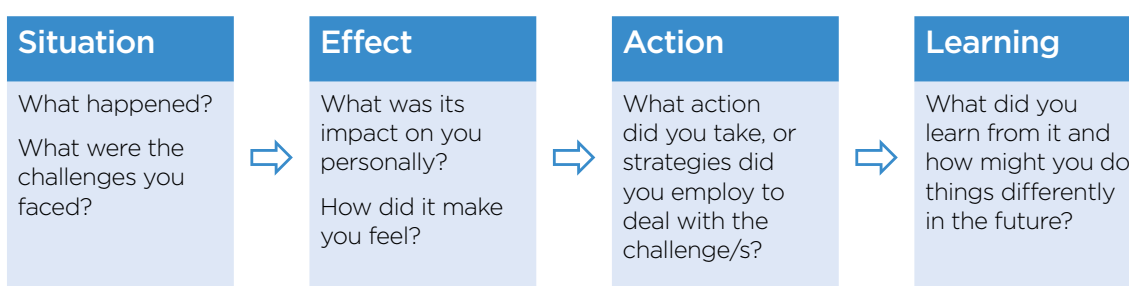 Situation
What happened?
What were the
challenges you
faced?
Effect
What was its
impact on you
personally?
How did it make
you feel?
Action
What action
did you take, or
strategies did
you employ to
deal with the
challenge/s?
Learning
What did you
learn from it and
how might you do
things differently
in the future?